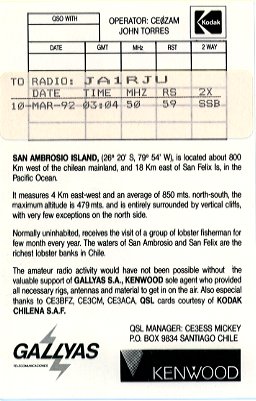 QSO WITH
OPERATOR: CEØZAM
JOHN TORRES
Kodak
DATE GMT MHz RST 2 WAY
TO RADIO: JA1RJU
DATE TIME MHZ RS 2X
10-MAR-92 03:04 50 59 SSB
SAN AMBROSIO ISLAND, (26° 20' S, 79° 54' W), is located about 800
Km west of the chilean mainland, and 18 Km east of San Felix Is, in the
Pacific Ocean.
It measures 4 Km east-west and an average of 850 mts. north-south, the
maximum altitude is 479 mts. and is entirely surrounded by vertical cliffs,
with very few exceptions on the north side.
Normally uninhabited, receives the visit of a group of lobster fisherman for
few month every year. The waters of San Ambrosio and San Felix are the
richest lobster banks in Chile.
The amateur radio activity would have not been possible without the
valuable support of GALLYAS S.A., KENWOOD sole agent who provided
all necessary rigs, antennas and material to get in on the air. Also especial
thanks to CE3BFZ, CE3CM, CE3ACA, QSL cards courtesy of KODAK
CHILENA S.A.F.
QSL MANAGER: CE3ESS MICKEY
P.O. BOX 9834 SANTIAGO CHILE
GALLYAS
TELECOMUNICACIONES
KENWOOD